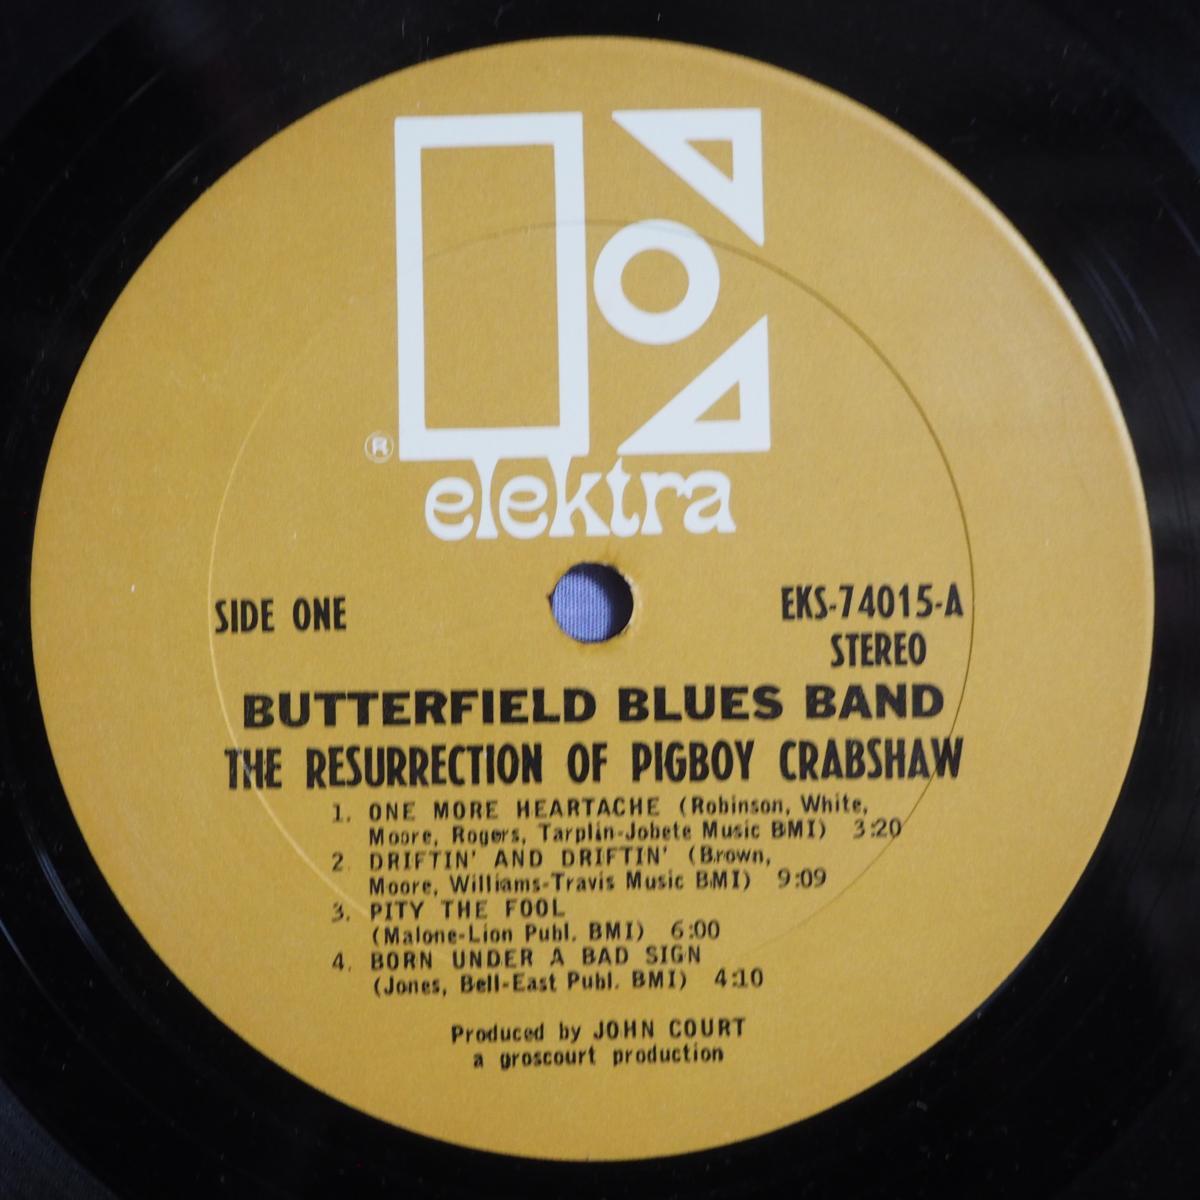 ®
elektra
SIDE ONE
EKS-74015-A
STEREO
BUTTERFIELD BLUES BAND
THE RESURRECTION OF PIGBOY CRABSHAW
1. ONE MORE HEARTACHE (Robinson, White,
Moore, Rogers, Tarplin-Jobete Music BMI) 3:20
2. DRIFTIN' AND DRIFTIN' (Brown,
Moore, Williams-Travis Music BMI) 9:09
3. PITY THE FOOL
(Malone-Lion Publ. BMI) 6:00
4. BORN UNDER A BAD SIGN
(Jones, Bell-East Publ. BMI) 4:10
Produced by JOHN COURT
a groscourt production